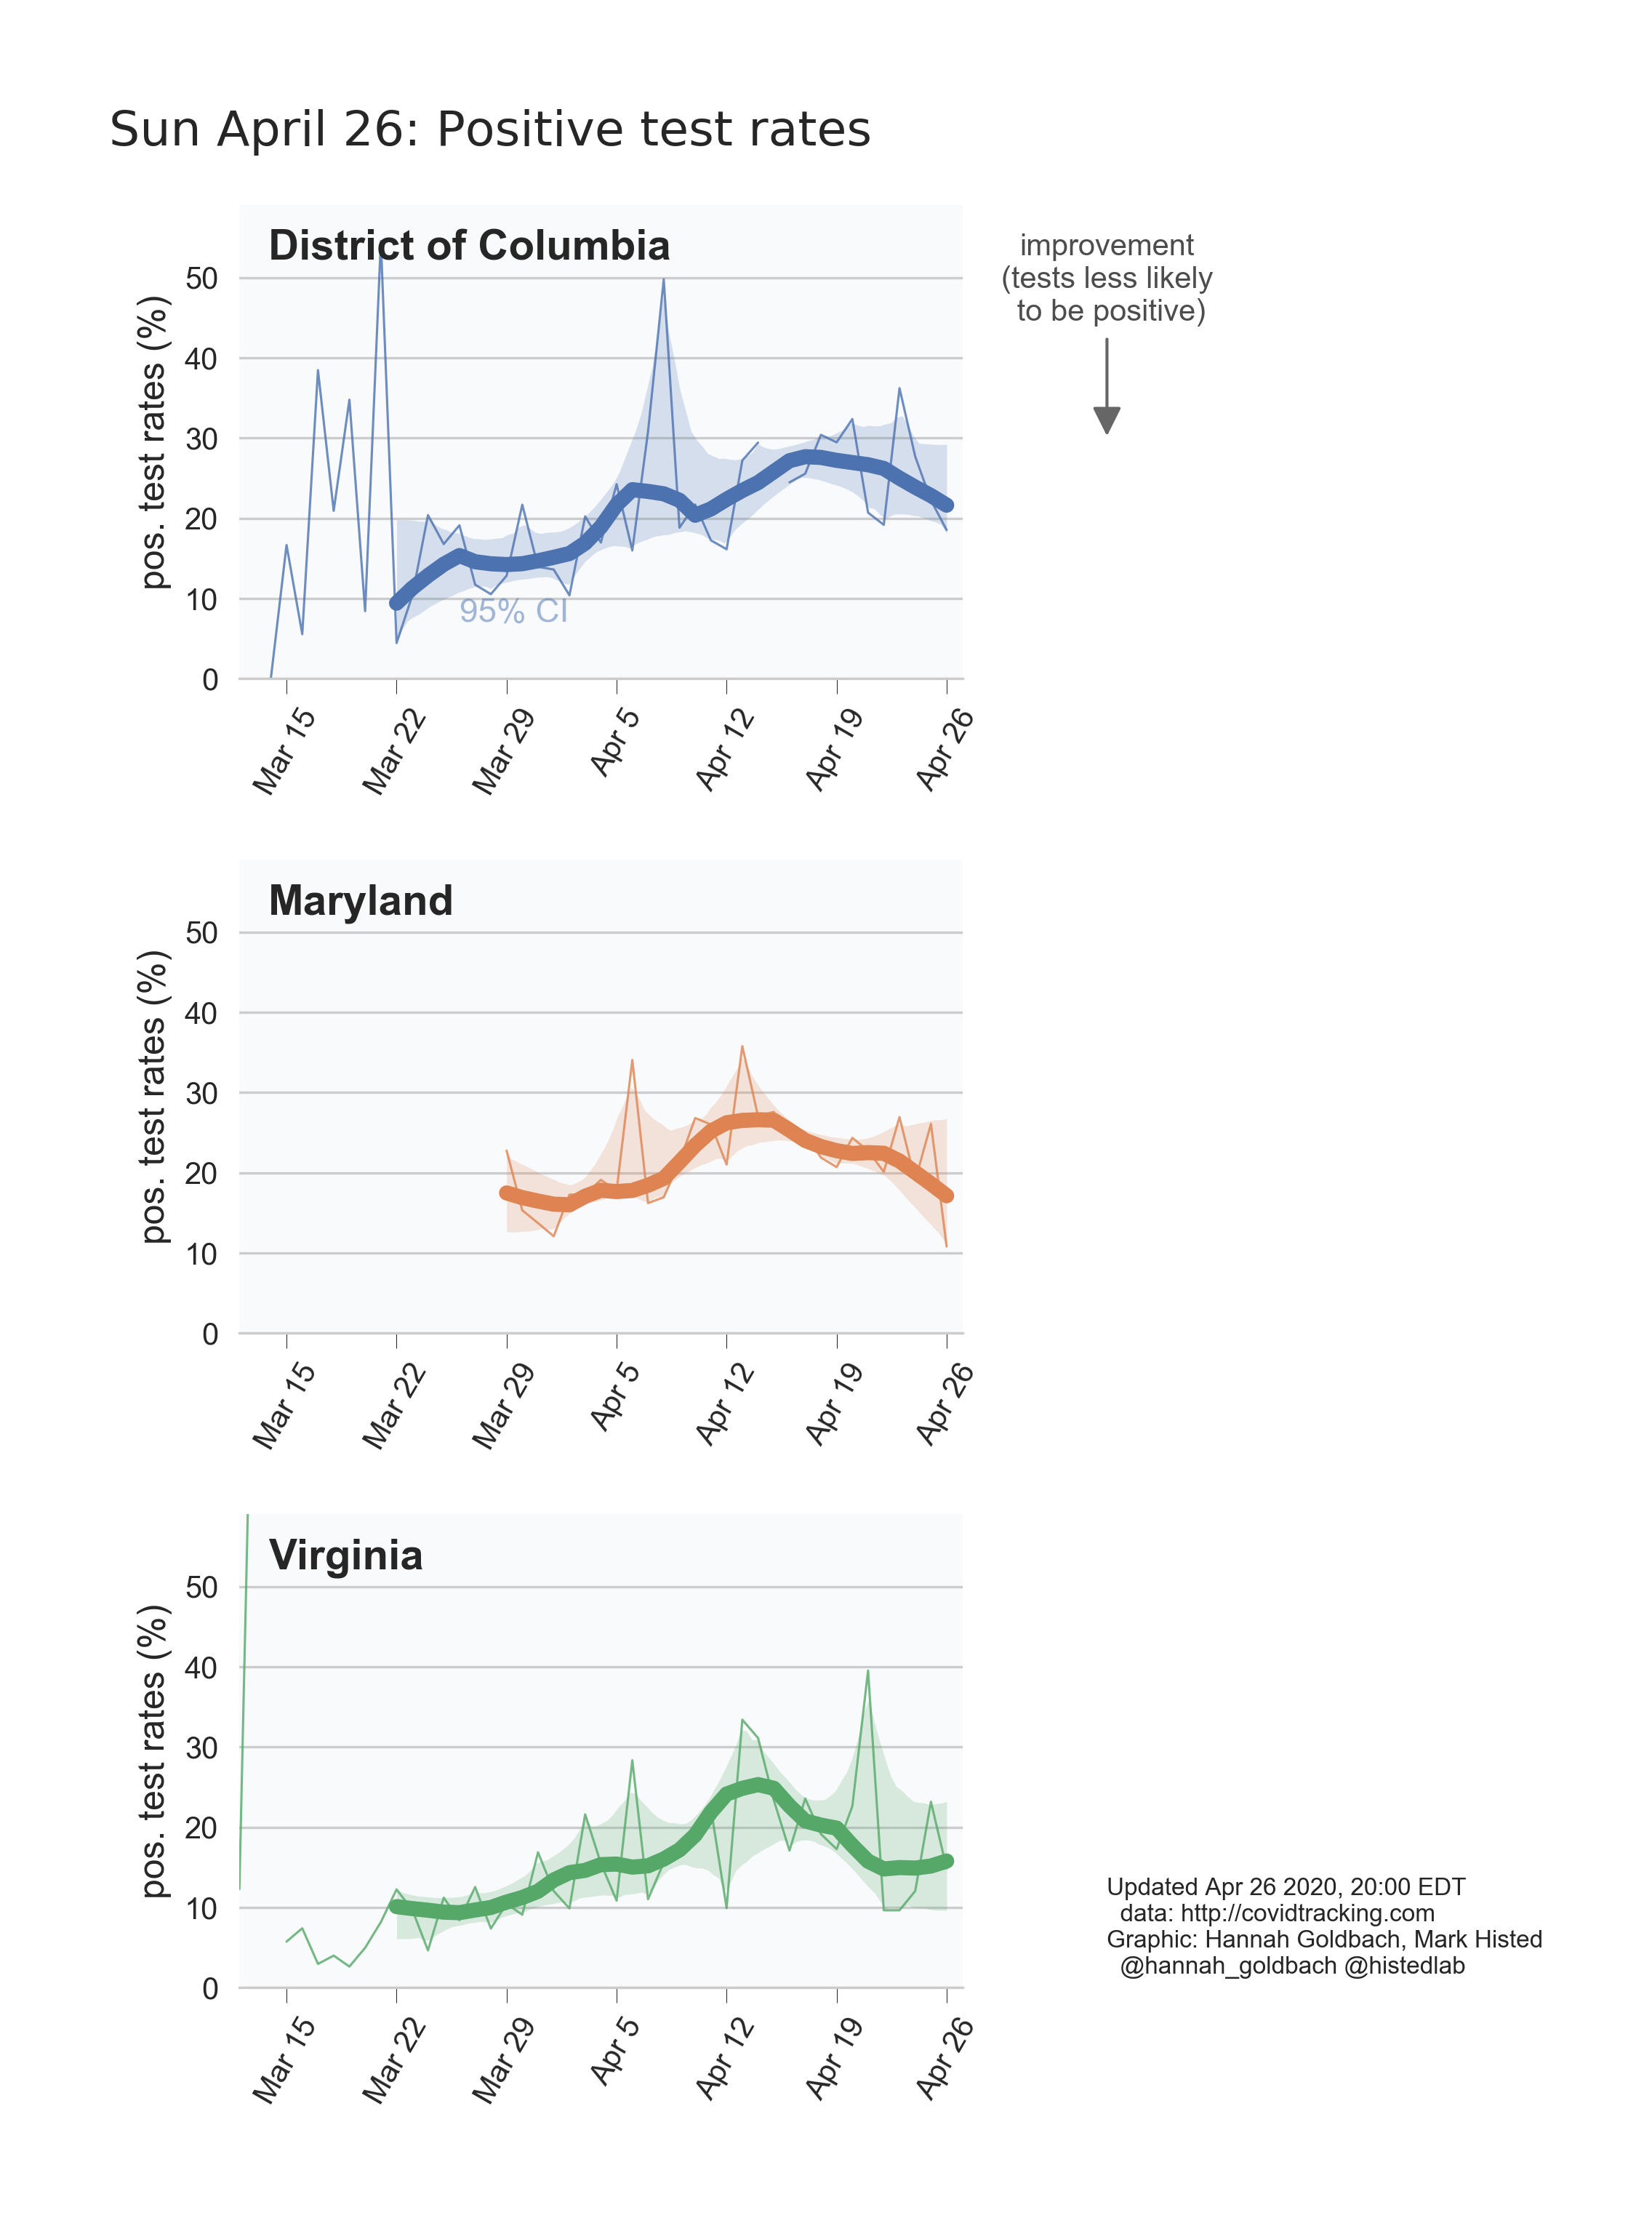 Sun April 26: Positive test rates
District of Columbia
pos. test rates (%)
50
40
30
20
10
0
95% CI
Mar 15
Mar 22
Mar 29
Apr 5
Apr 12
Apr 19
Apr 26
improvement
(tests less likely
to be positive)
Maryland
pos. test rates (%)
50
40
30
20
10
0
Mar 15
Mar 22
Mar 29
Apr 5
Apr 12
Apr 19
Apr 26
Virginia
pos. test rates (%)
50
40
30
20
10
0
Mar 15
Mar 22
Mar 29
Apr 5
Apr 12
Apr 19
Apr 26
Updated Apr 26 2020, 20:00 EDT
data: http://covidtracking.com
Graphic: Hannah Goldbach, Mark Histed
@hannah_goldbach @histedlab